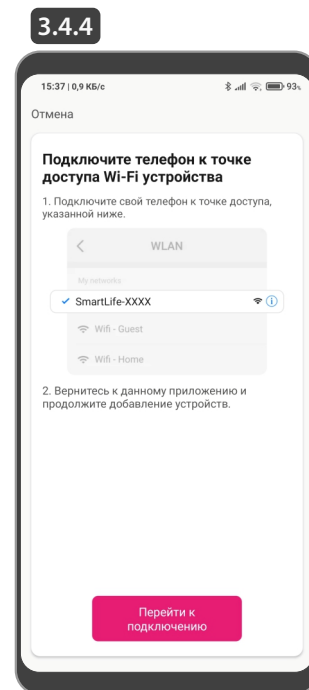 3.4.4
15:37 | 0,9 КБ/с 93%
Отмена
Подключите телефон к точке
доступа Wi-Fi устройства
1. Подключите свой телефон к точке доступа,
указанной ниже.
WLAN
My networks
SmartLife-XXXX
Wifi - Guest
Wifi - Home
2. Вернитесь к данному приложению и
продолжите добавление устройств.
Перейти к
подключению